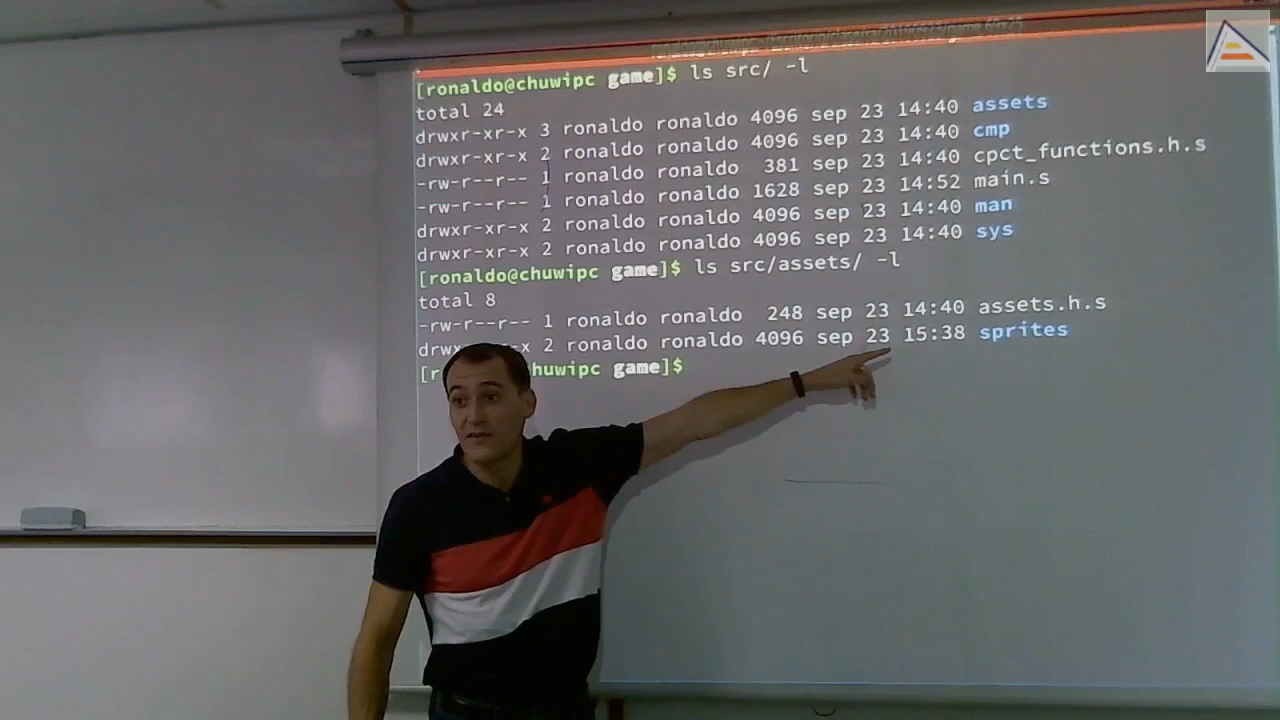 [ronaldo@chuwipc game]$ ls src/ -l
total 24
drwxr-xr-x 3 ronaldo ronaldo 4096 sep 23 14:40 assets
drwxr-xr-x 2 ronaldo ronaldo 4096 sep 23 14:40 cmp
-rw-r--r-- 1 ronaldo ronaldo 381 sep 23 14:40 cpct_functions.h.s
-rw-r--r-- 1 ronaldo ronaldo 1628 sep 23 14:52 main.s
drwxr-xr-x 2 ronaldo ronaldo 4096 sep 23 14:40 man
drwxr-xr-x 2 ronaldo ronaldo 4096 sep 23 14:40 sys
[ronaldo@chuwipc game]$ ls src/assets/ -l
total 8
-rw-r--r-- 1 ronaldo ronaldo 248 sep 23 14:40 assets.h.s
drwx x 2 ronaldo ronaldo 4096 sep 23 15:38 sprites
[r huwipc game]$